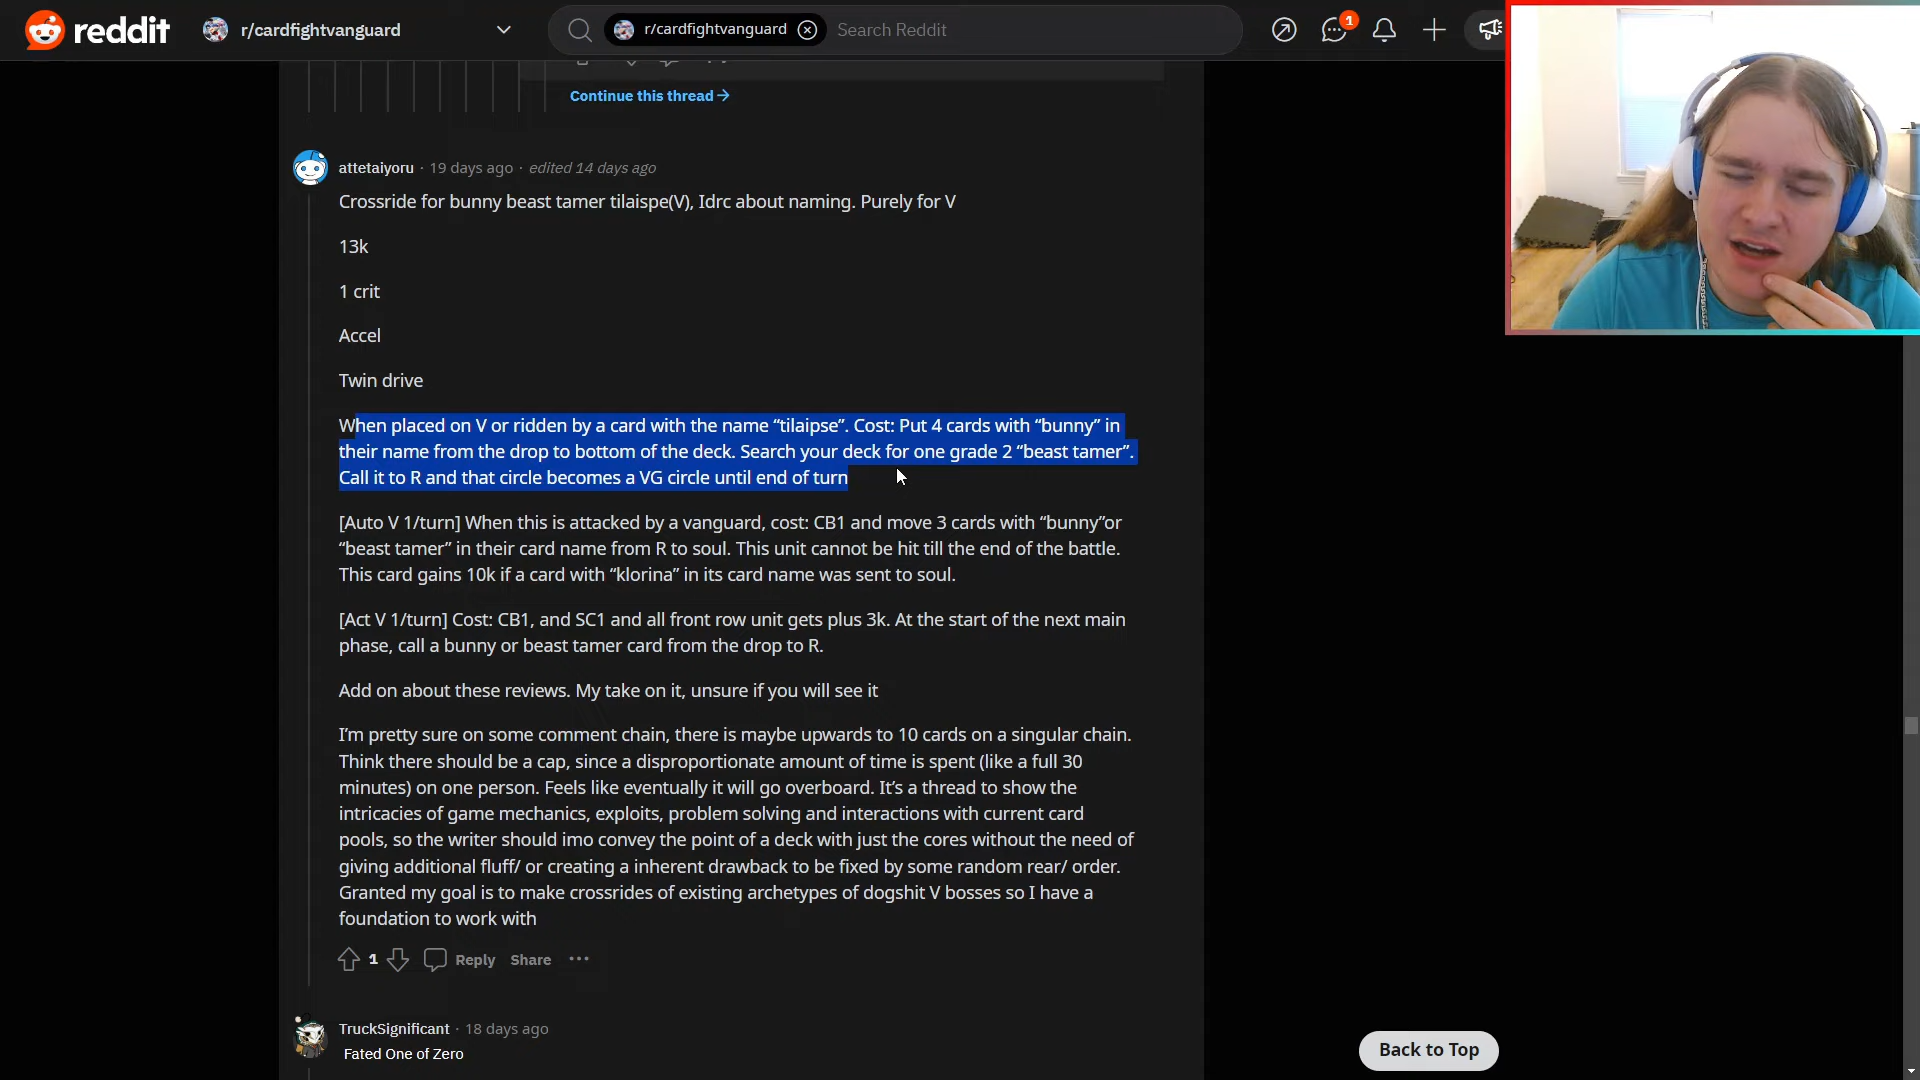 reddit
r/cardfightvanguard
r/cardfightvanguard
Search Reddit
1
Continue this thread
attetaiyoru · 19 days ago · edited 14 days ago
Crossride for bunny beast tamer tilaispe(V), Idrc about naming. Purely for V
13k
1 crit
Accel
Twin drive
When placed on V or ridden by a card with the name “tilaipse”. Cost: Put 4 cards with “bunny” in
their name from the drop to bottom of the deck. Search your deck for one grade 2 “beast tamer”.
Call it to R and that circle becomes a VG circle until end of turn
[Auto V 1/turn] When this is attacked by a vanguard, cost: CB1 and move 3 cards with “bunny”or
“beast tamer” in their card name from R to soul. This unit cannot be hit till the end of the battle.
This card gains 10k if a card with “klorina” in its card name was sent to soul.
[Act V 1/turn] Cost: CB1, and SC1 and all front row unit gets plus 3k. At the start of the next main
phase, call a bunny or beast tamer card from the drop to R.
Add on about these reviews. My take on it, unsure if you will see it
I’m pretty sure on some comment chain, there is maybe upwards to 10 cards on a singular chain.
Think there should be a cap, since a disproportionate amount of time is spent (like a full 30
minutes) on one person. Feels like eventually it will go overboard. It’s a thread to show the
intricacies of game mechanics, exploits, problem solving and interactions with current card
pools, so the writer should imo convey the point of a deck with just the cores without the need of
giving additional fluff/ or creating a inherent drawback to be fixed by some random rear/ order.
Granted my goal is to make crossrides of existing archetypes of dogshit V bosses so I have a
foundation to work with
1 Reply Share
TruckSignificant · 18 days ago
Fated One of Zero
Back to Top